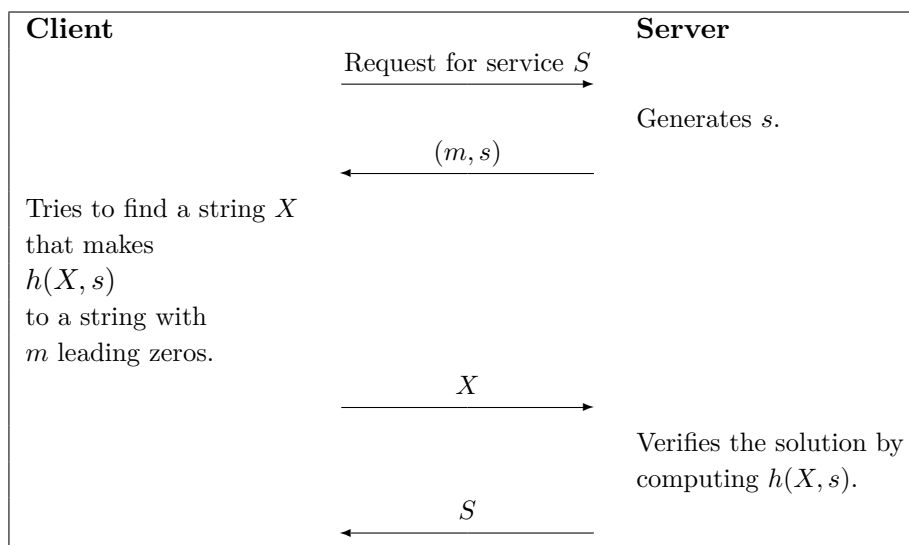 Client Server
Request for service S
Generates s.
(m, s)
Tries to find a string X
that makes
h(X, s)
to a string with
m leading zeros.
X
Verifies the solution by
computing h(X, s).
S